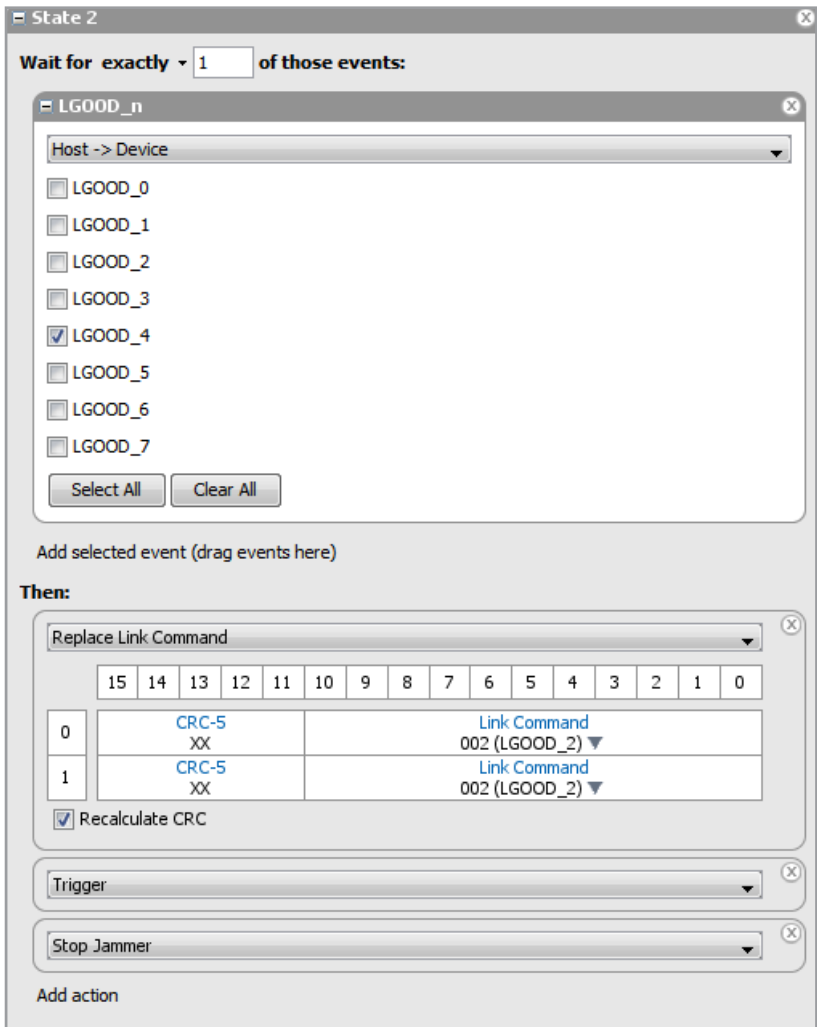 State 2
Wait for exactly 1 of those events:
LGOOD_n
Host -> Device
LGOOD_0
LGOOD_1
LGOOD_2
LGOOD_3
LGOOD_4
LGOOD_5
LGOOD_6
LGOOD_7
Select All Clear All
Add selected event (drag events here)
Then:
Replace Link Command
15 14 13 12 11 10 9 8 7 6 5 4 3 2 1 0
0 CRC-5 Link Command
XX 002 (LGOOD_2)
1 CRC-5 Link Command
XX 002 (LGOOD_2)
Recalculate CRC
Trigger
Stop Jammer
Add action